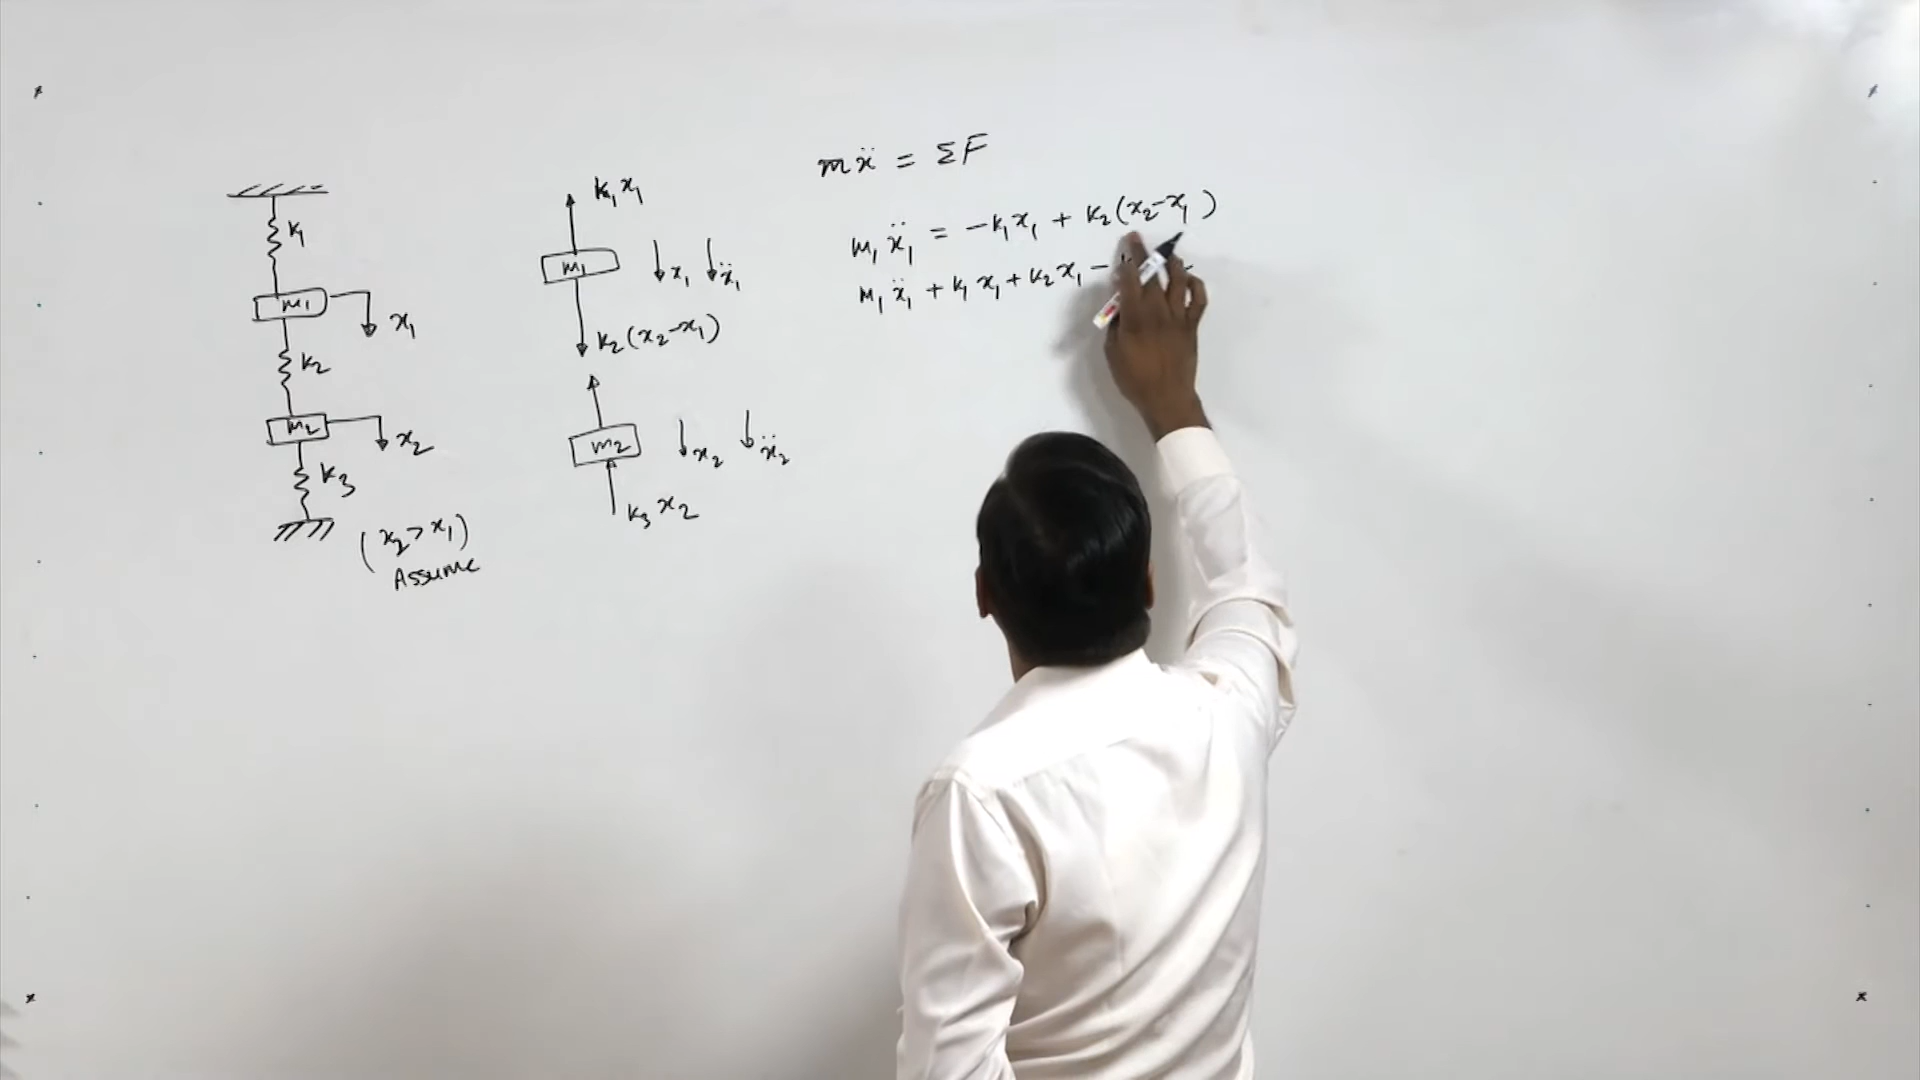 k₁
m₁
x₁
k₂
m₂
x₂
k₃
(x₂ > x₁)
Assume
k₁x₁
m₁
x₁ ẍ₁
k₂(x₂-x₁)
m₂
x₂ ẍ₂
k₃x₂
mẍ = ΣF
m₁ẍ₁ = -k₁x₁ + k₂(x₂-x₁)
m₁ẍ₁ + k₁x₁ + k₂x₁ -